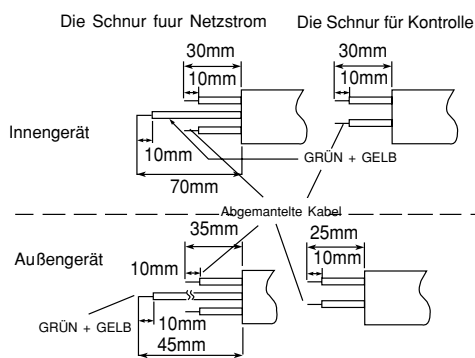 Die Schnur fuur Netzstrom
Die Schnur für Kontrolle
30mm
30mm
10mm
10mm
Innengerät
GRÜN + GELB
10mm
70mm
Abgemantelte Kabel
35mm
25mm
Außengerät
10mm
10mm
GRÜN + GELB
10mm
45mm